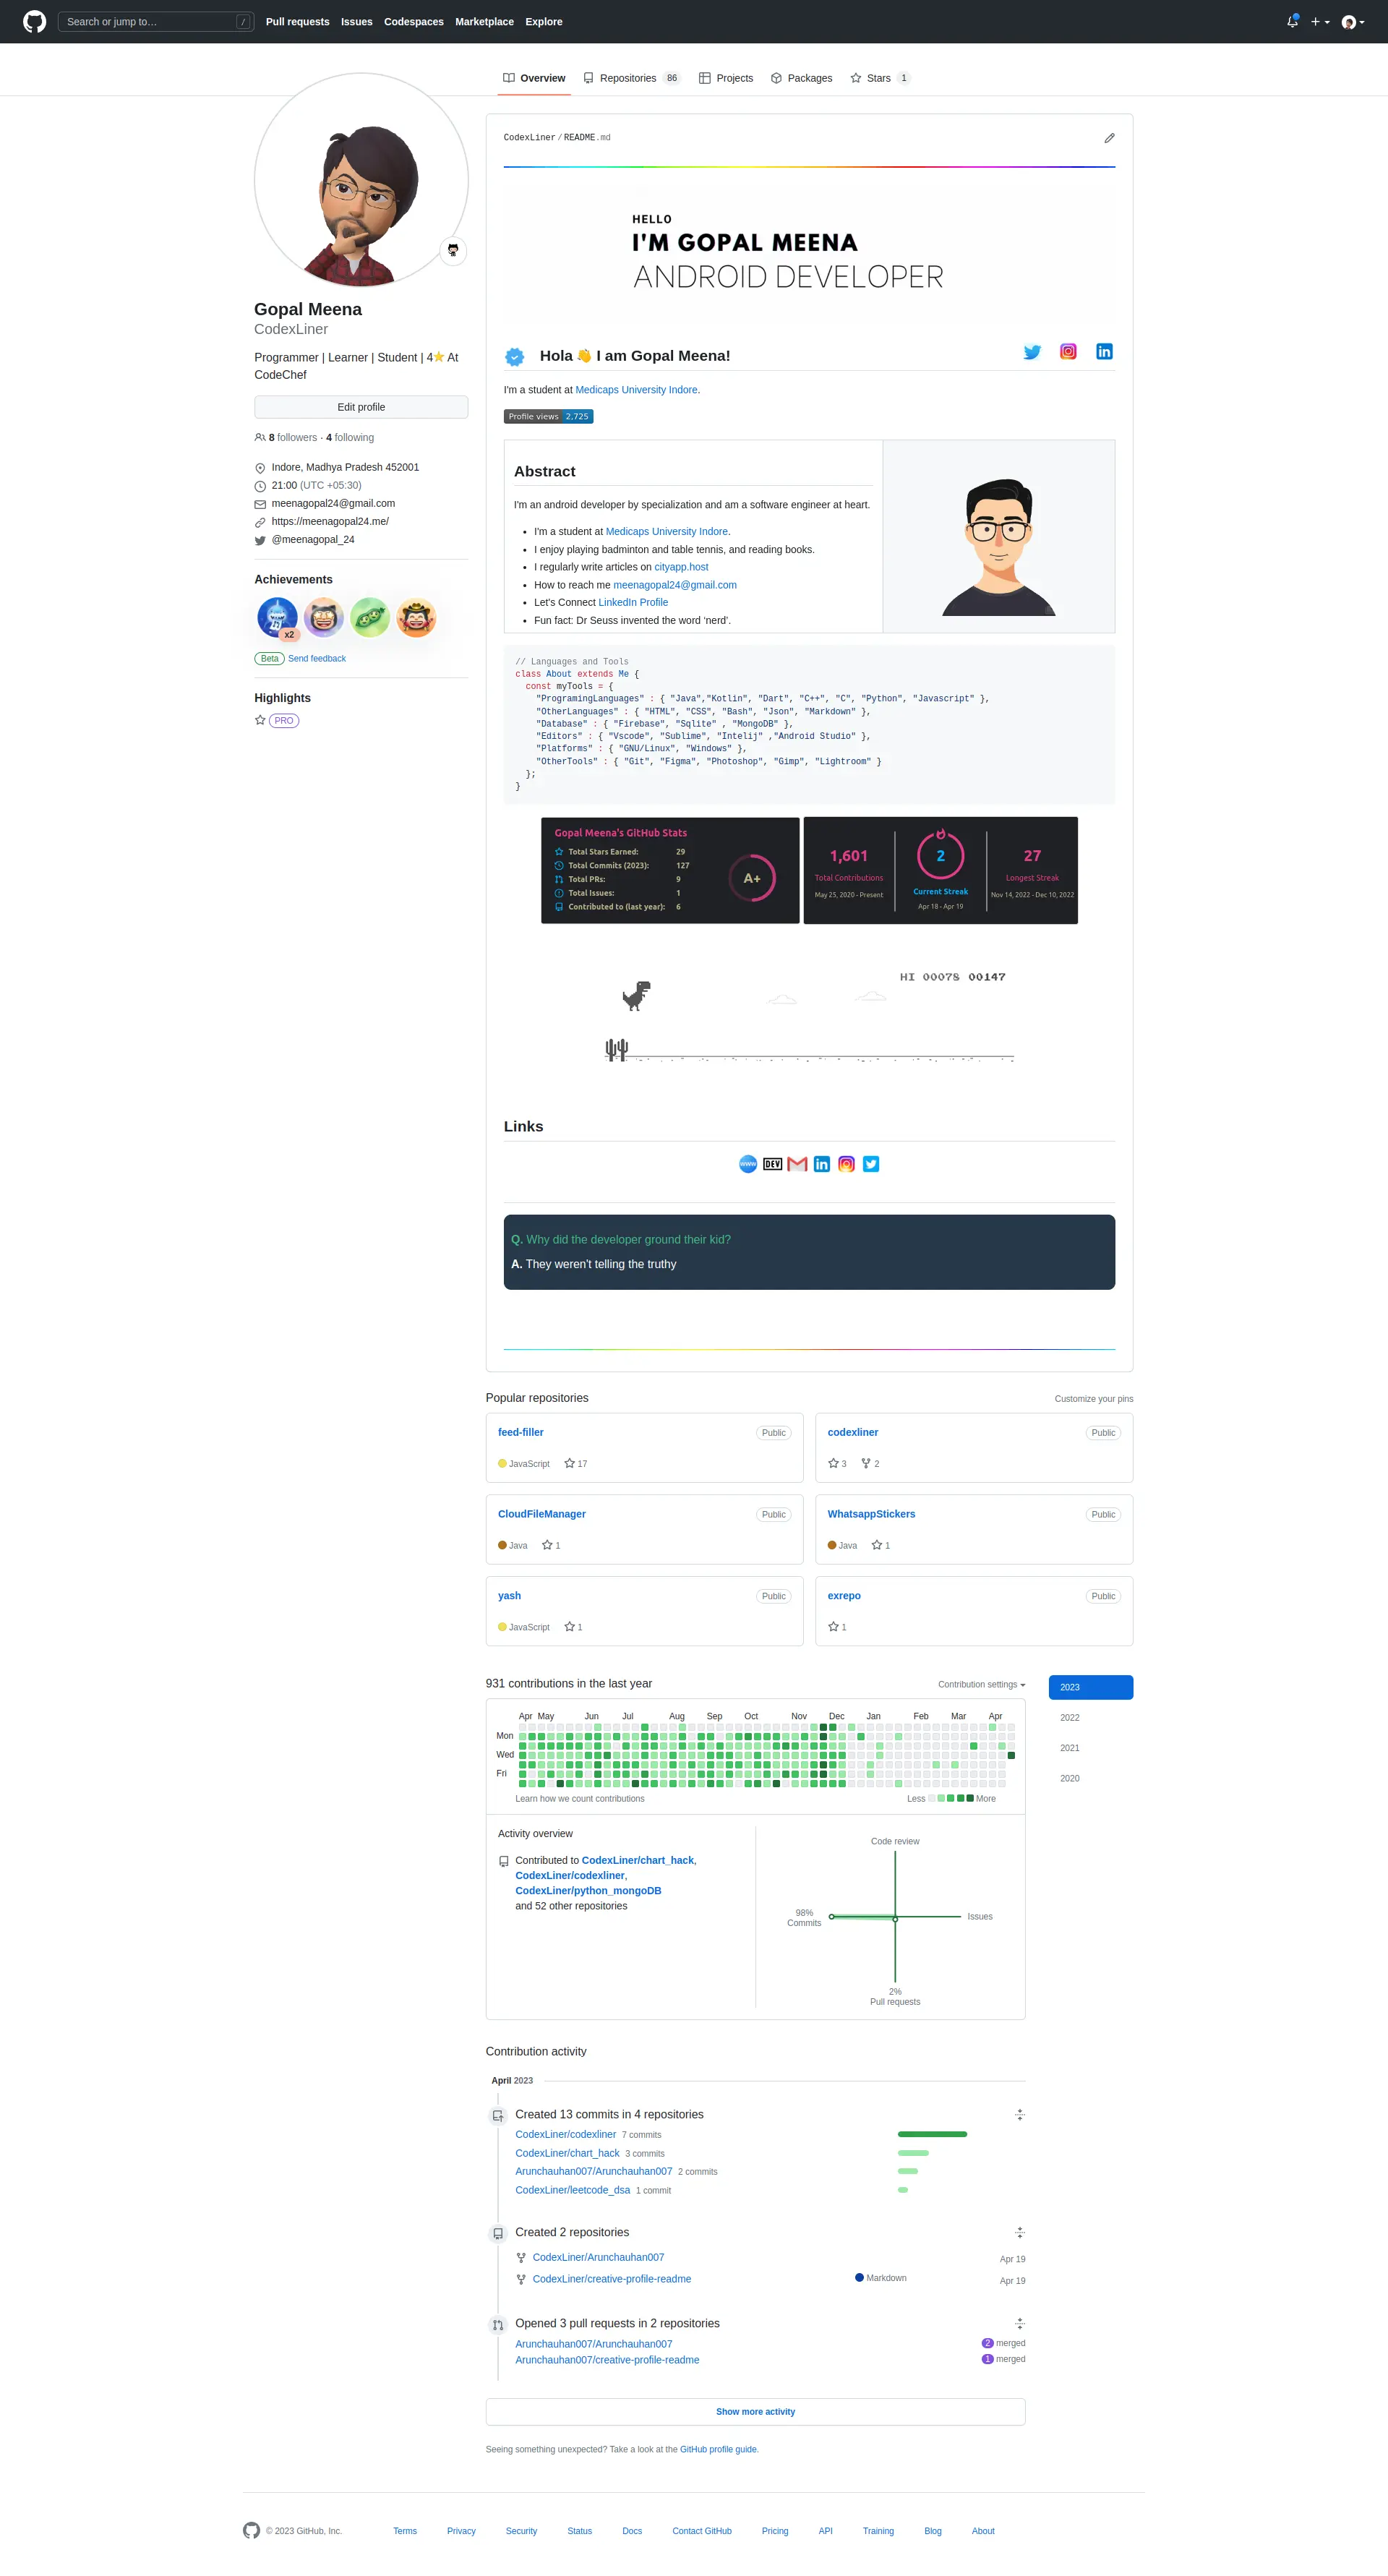 Search or jump to…
/
Pull requests
Issues
Codespaces
Marketplace
Explore
Overview
Repositories 86
Projects
Packages
Stars 1
Gopal Meena
CodexLiner
Programmer | Learner | Student | 4⭐ At
CodeChef
Edit profile
8 followers · 4 following
Indore, Madhya Pradesh 452001
21:00 (UTC +05:30)
meenagopal24@gmail.com
https://meenagopal24.me/
@meenagopal_24
Achievements
x2
Beta Send feedback
Highlights
PRO
CodexLiner / README.md
HELLO
I'M GOPAL MEENA
ANDROID DEVELOPER
Hola 👋 I am Gopal Meena!
I'm a student at Medicaps University Indore.
Profile views 2,725
Abstract
I'm an android developer by specialization and am a software engineer at heart.
• I'm a student at Medicaps University Indore.
• I enjoy playing badminton and table tennis, and reading books.
• I regularly write articles on cityapp.host
• How to reach me meenagopal24@gmail.com
• Let's Connect LinkedIn Profile
• Fun fact: Dr Seuss invented the word ‘nerd’.
// Languages and Tools
class About extends Me {
const myTools = {
"ProgramingLanguages" : { "Java","Kotlin", "Dart", "C++", "C", "Python", "Javascript" },
"OtherLanguages" : { "HTML", "CSS", "Bash", "Json", "Markdown" },
"Database" : { "Firebase", "Sqlite" , "MongoDB" },
"Editors" : { "Vscode", "Sublime", "Intelij" ,"Android Studio" },
"Platforms" : { "GNU/Linux", "Windows" },
"OtherTools" : { "Git", "Figma", "Photoshop", "Gimp", "Lightroom" }
};
}
Gopal Meena's GitHub Stats
Total Stars Earned: 29
Total Commits (2023): 127
Total PRs: 9
Total Issues: 1
Contributed to (last year): 6
A+
1,601
Total Contributions
May 25, 2020 - Present
2
Current Streak
Apr 18 - Apr 19
27
Longest Streak
Nov 14, 2022 - Dec 10, 2022
HI 00078 00147
Links
www
DEV
Q. Why did the developer ground their kid?
A. They weren't telling the truthy
Popular repositories
Customize your pins
feed-filler Public
JavaScript 17
codexliner Public
3 2
CloudFileManager Public
Java 1
WhatsappStickers Public
Java 1
yash Public
JavaScript 1
exrepo Public
1
931 contributions in the last year
Contribution settings
2023
2022
2021
2020
Apr May Jun Jul Aug Sep Oct Nov Dec Jan Feb Mar Apr
Mon
Wed
Fri
Learn how we count contributions
Less More
Activity overview
Contributed to CodexLiner/chart_hack,
CodexLiner/codexliner,
CodexLiner/python_mongoDB
and 52 other repositories
Code review
98%
Commits
Issues
2%
Pull requests
Contribution activity
April 2023
Created 13 commits in 4 repositories
CodexLiner/codexliner 7 commits
CodexLiner/chart_hack 3 commits
Arunchauhan007/Arunchauhan007 2 commits
CodexLiner/leetcode_dsa 1 commit
Created 2 repositories
CodexLiner/Arunchauhan007 Apr 19
CodexLiner/creative-profile-readme Markdown Apr 19
Opened 3 pull requests in 2 repositories
Arunchauhan007/Arunchauhan007 2 merged
Arunchauhan007/creative-profile-readme 1 merged
Show more activity
Seeing something unexpected? Take a look at the GitHub profile guide.
© 2023 GitHub, Inc.
Terms
Privacy
Security
Status
Docs
Contact GitHub
Pricing
API
Training
Blog
About